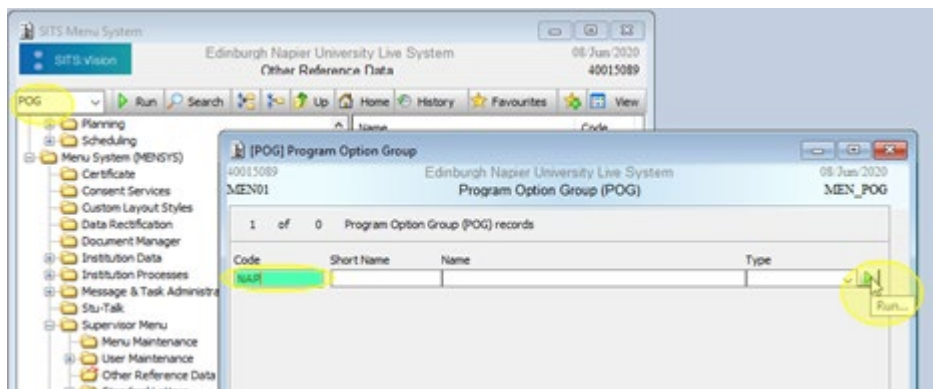 SITS Menu System
SITS:Vision
Edinburgh Napier University Live System
08/Jun/2020
Other Reference Data
40015089
POG
Run
Search
Up
Home
History
Favourites
View
Planning
Scheduling
Menu System (MENSYS)
Certificate
Consent Services
Custom Layout Styles
Data Rectification
Document Manager
Institution Data
Institution Processes
Message & Task Administra
Stu-Talk
Supervisor Menu
Menu Maintenance
User Maintenance
Other Reference Data
Name
Code
[POG] Program Option Group
40015089
Edinburgh Napier University Live System
08/Jun/2020
MEN01
Program Option Group (POG)
MEN_POG
1 of 0 Program Option Group (POG) records
Code Short Name Name Type
NAP
Run...